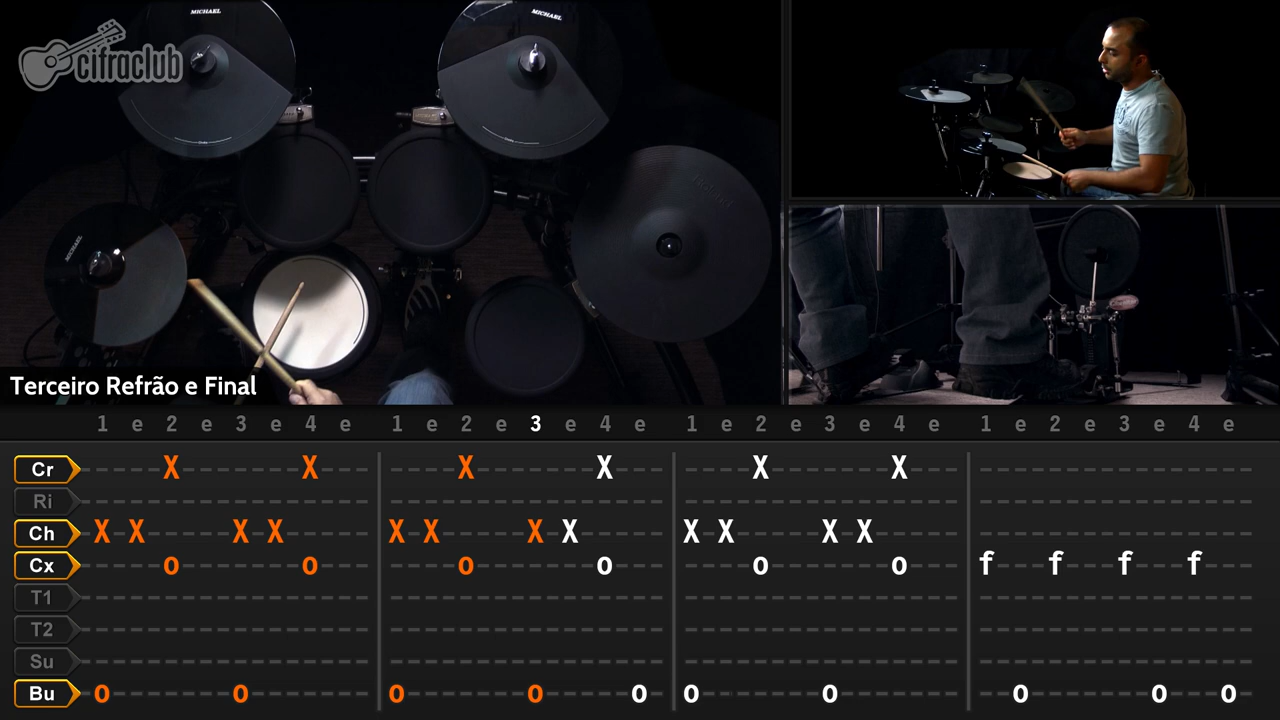 MICHAEL
MICHAEL
cifraclub
MICHAEL
Terceiro Refrão e Final
1 e 2 e 3 e 4 e 1 e 2 e 3 e 4 e 1 e 2 e 3 e 4 e 1 e 2 e 3 e 4 e
Cr X X X X X X
Ri
Ch X X X X X X X X X X X X
Cx o o o o o o f f f f
T1
T2
Su
Bu o o o o o o o o o o